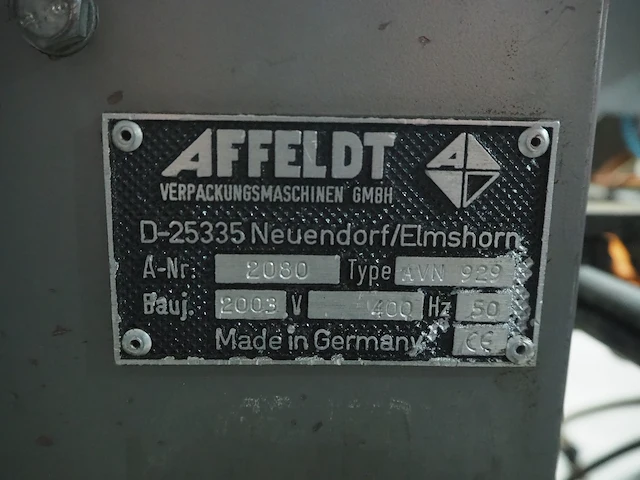 AFFELDT
VERPACKUNGSMASCHINEN GMBH
D-25335 Neuendorf/Elmshorn
A-Nr. 2080 Type AVN 929
Bauj. 2003 V 400 Hz 50
Made in Germany CE